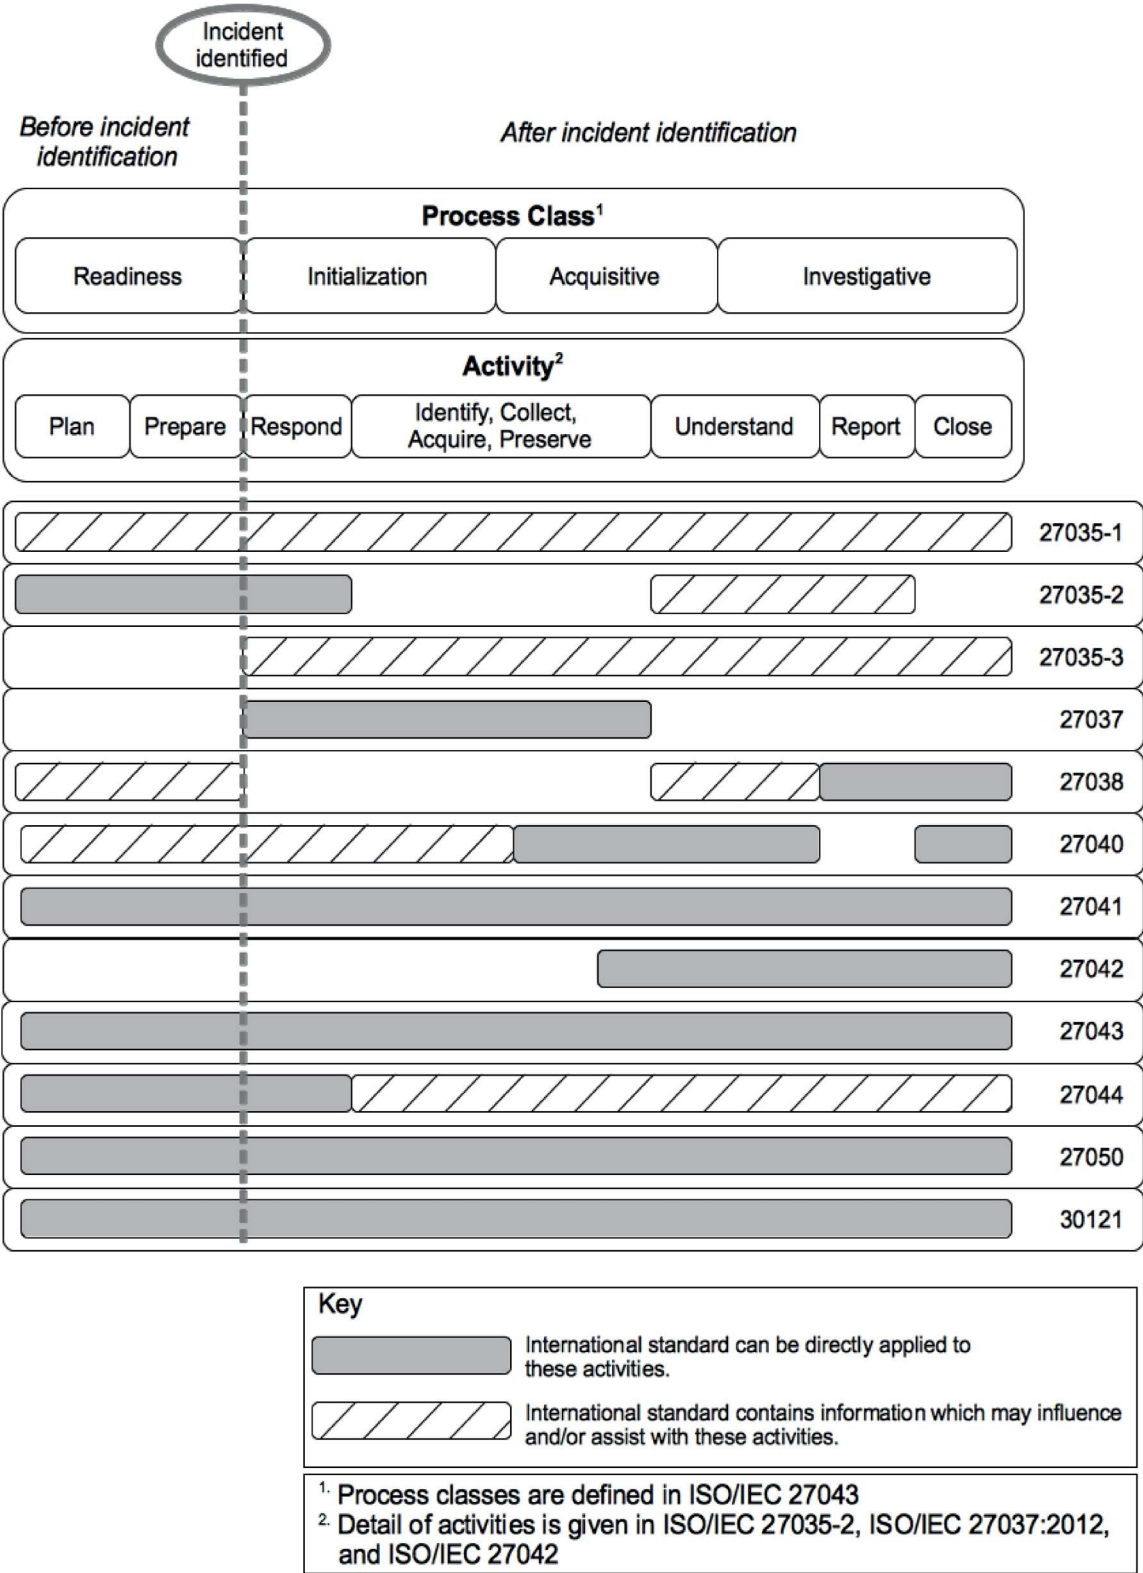 Incident
identified
Before incident
identification
After incident identification
Process Class¹
Readiness
Initialization
Acquisitive
Investigative
Activity²
Plan
Prepare
Respond
Identify, Collect,
Acquire, Preserve
Understand
Report
Close
27035-1
27035-2
27035-3
27037
27038
27040
27041
27042
27043
27044
27050
30121
Key
International standard can be directly applied to
these activities.
International standard contains information which may influence
and/or assist with these activities.
¹· Process classes are defined in ISO/IEC 27043
²· Detail of activities is given in ISO/IEC 27035-2, ISO/IEC 27037:2012,
and ISO/IEC 27042